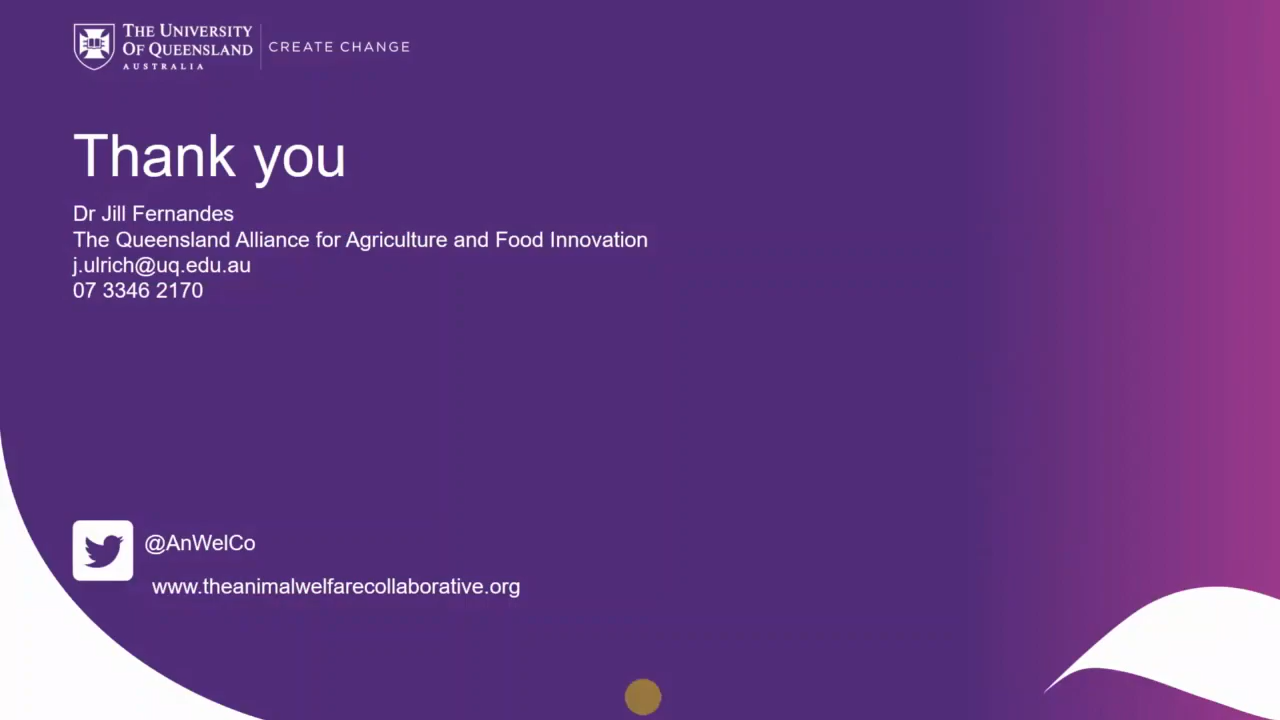 THE UNIVERSITY
OF QUEENSLAND
AUSTRALIA
CREATE CHANGE
Thank you
Dr Jill Fernandes
The Queensland Alliance for Agriculture and Food Innovation
j.ulrich@uq.edu.au
07 3346 2170
@AnWelCo
www.theanimalwelfarecollaborative.org